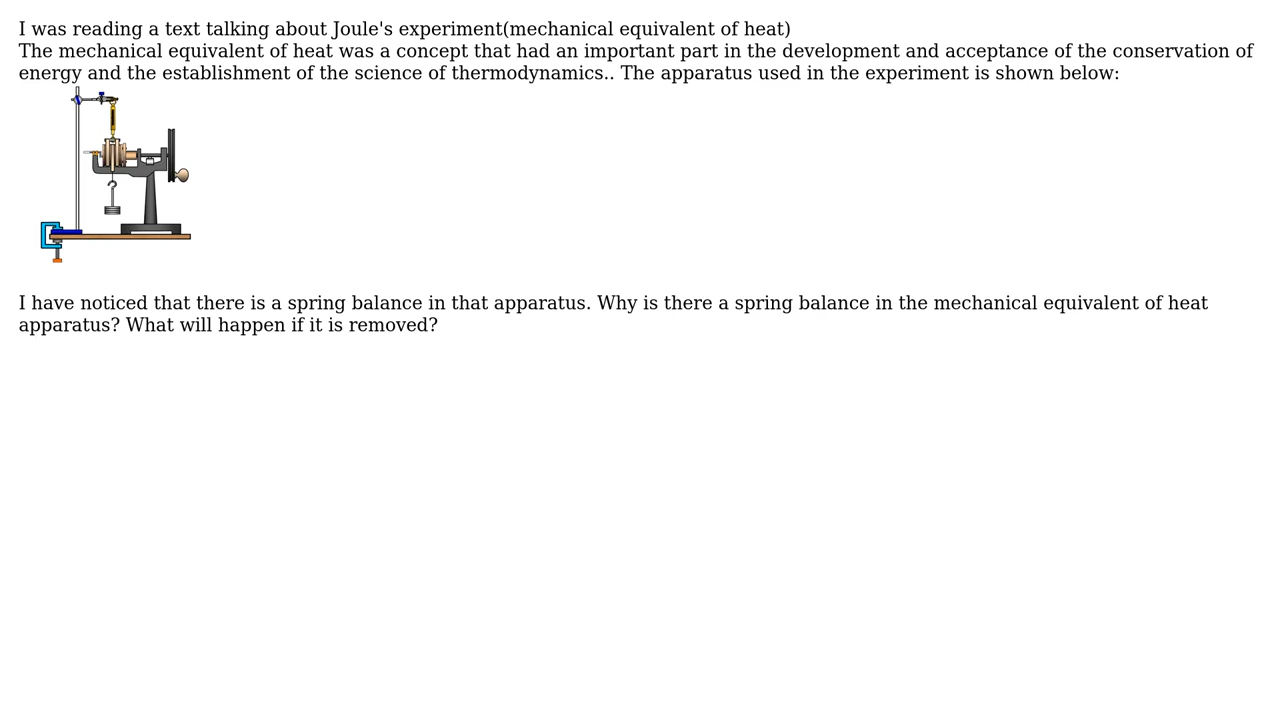 I was reading a text talking about Joule's experiment(mechanical equivalent of heat)
The mechanical equivalent of heat was a concept that had an important part in the development and acceptance of the conservation of
energy and the establishment of the science of thermodynamics.. The apparatus used in the experiment is shown below:
I have noticed that there is a spring balance in that apparatus. Why is there a spring balance in the mechanical equivalent of heat
apparatus? What will happen if it is removed?